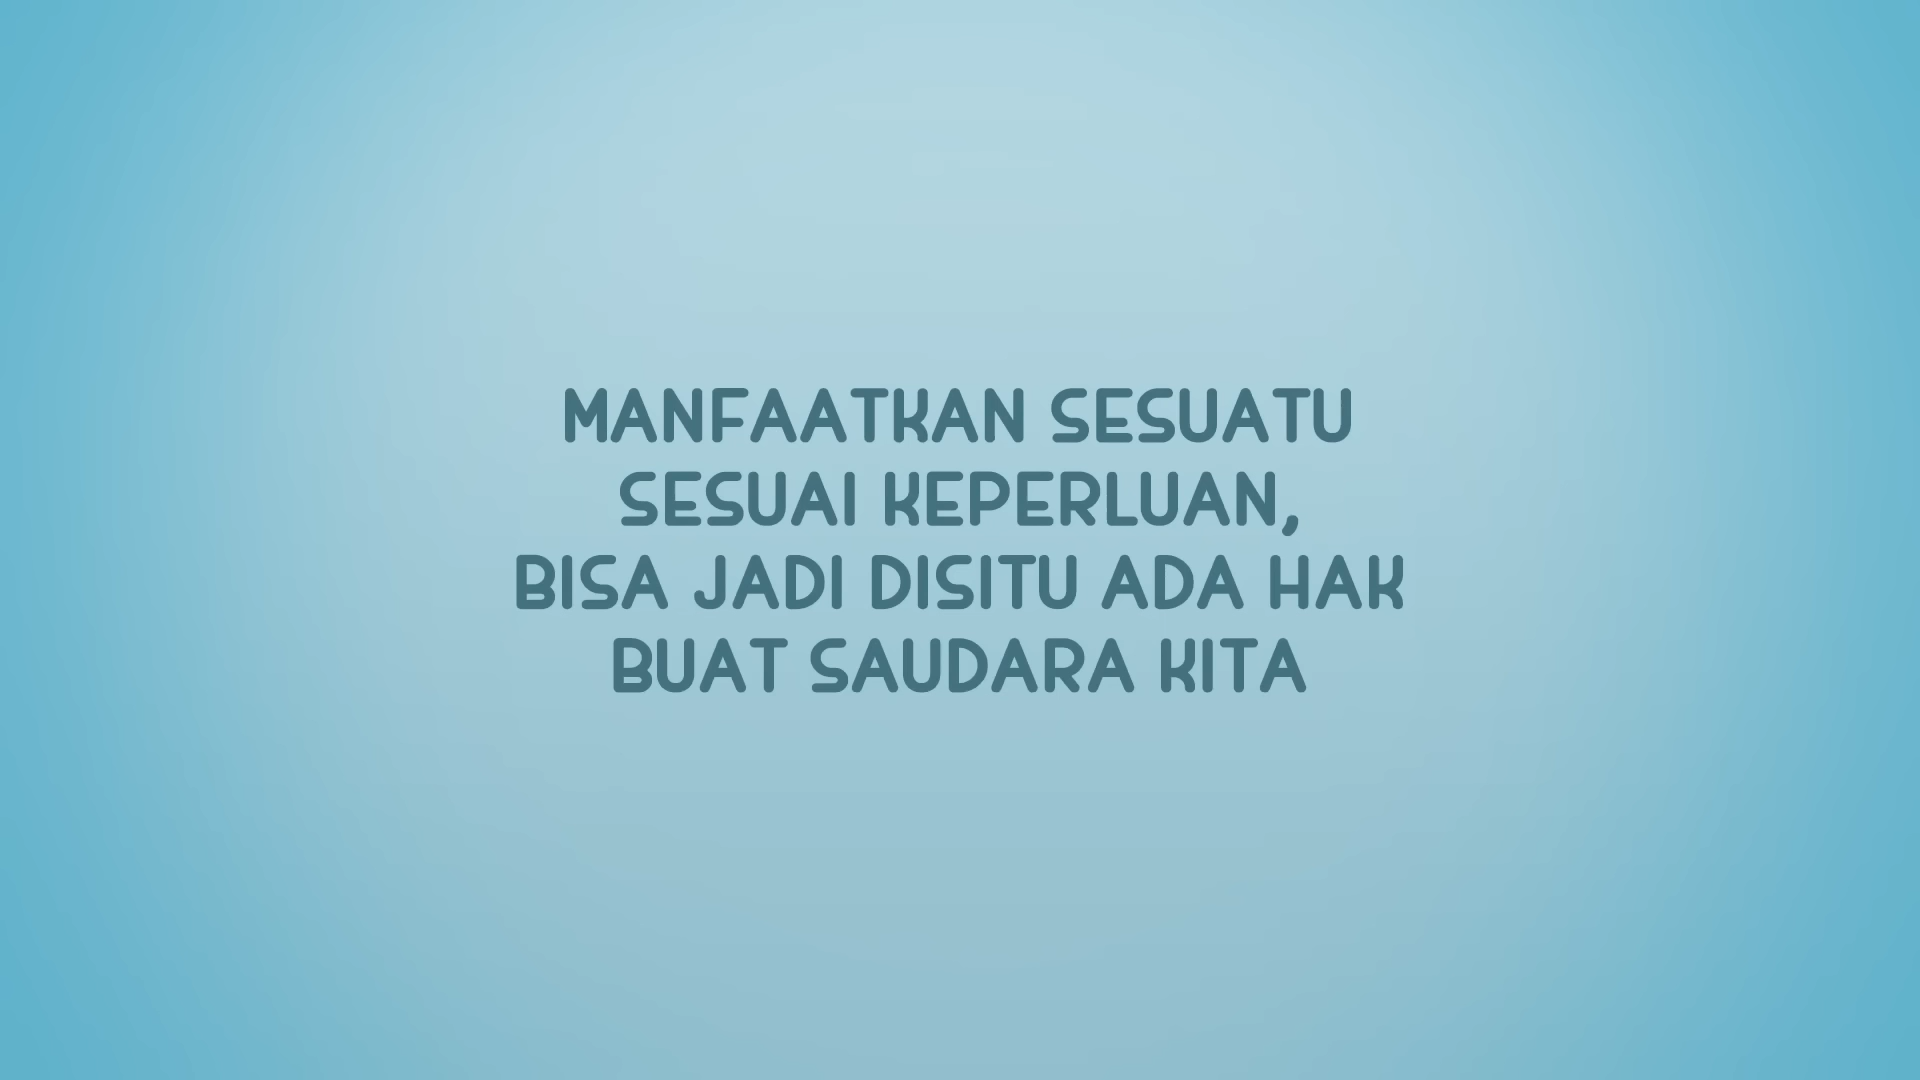 MANFAATKAN SESUATU
SESUAI KEPERLUAN,
BISA JADI DISITU ADA HAK
BUAT SAUDARA KITA